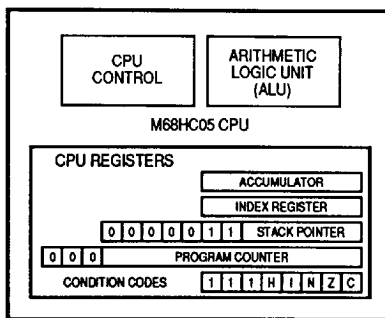 CPU
CONTROL
ARITHMETIC
LOGIC UNIT
(ALU)
M68HC05 CPU
CPU REGISTERS
ACCUMULATOR
INDEX REGISTER
0 0 0 0 0 1 1 STACK POINTER
0 0 0 PROGRAM COUNTER
CONDITION CODES 1 1 1 H I N Z C